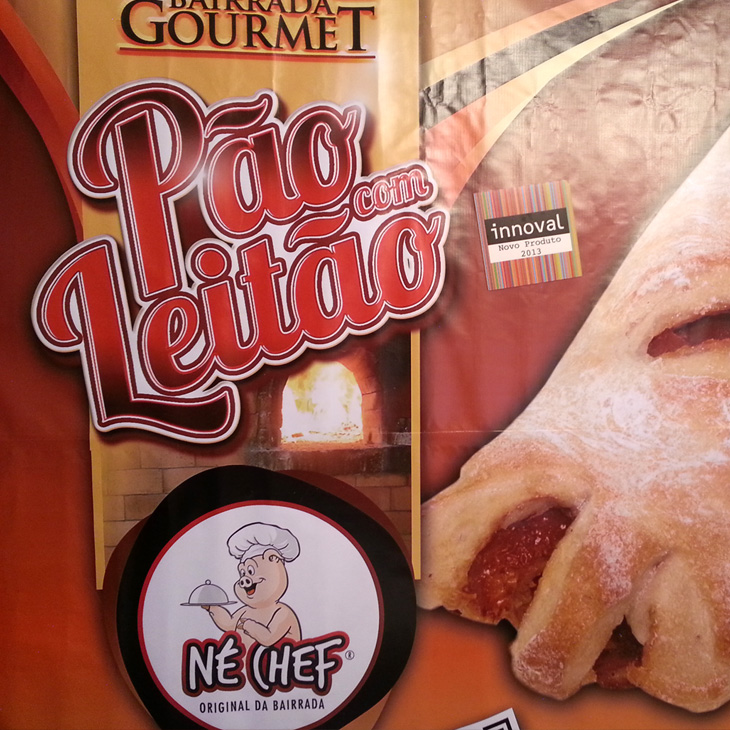 BAIRRADA
GOURMET
Pão
com
Leitão
innoval
Novo Produto
2013
NÉ CHEF®
ORIGINAL DA BAIRRADA